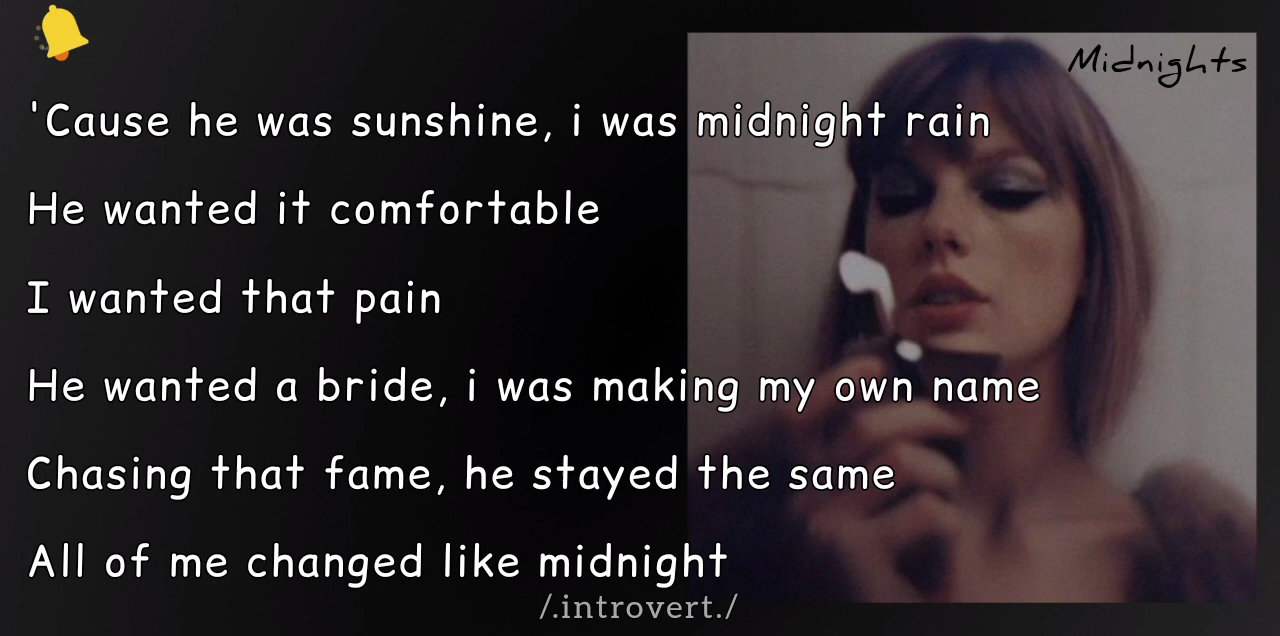 Midnights
'Cause he was sunshine, i was midnight rain
He wanted it comfortable
I wanted that pain
He wanted a bride, i was making my own name
Chasing that fame, he stayed the same
All of me changed like midnight
/.introvert./